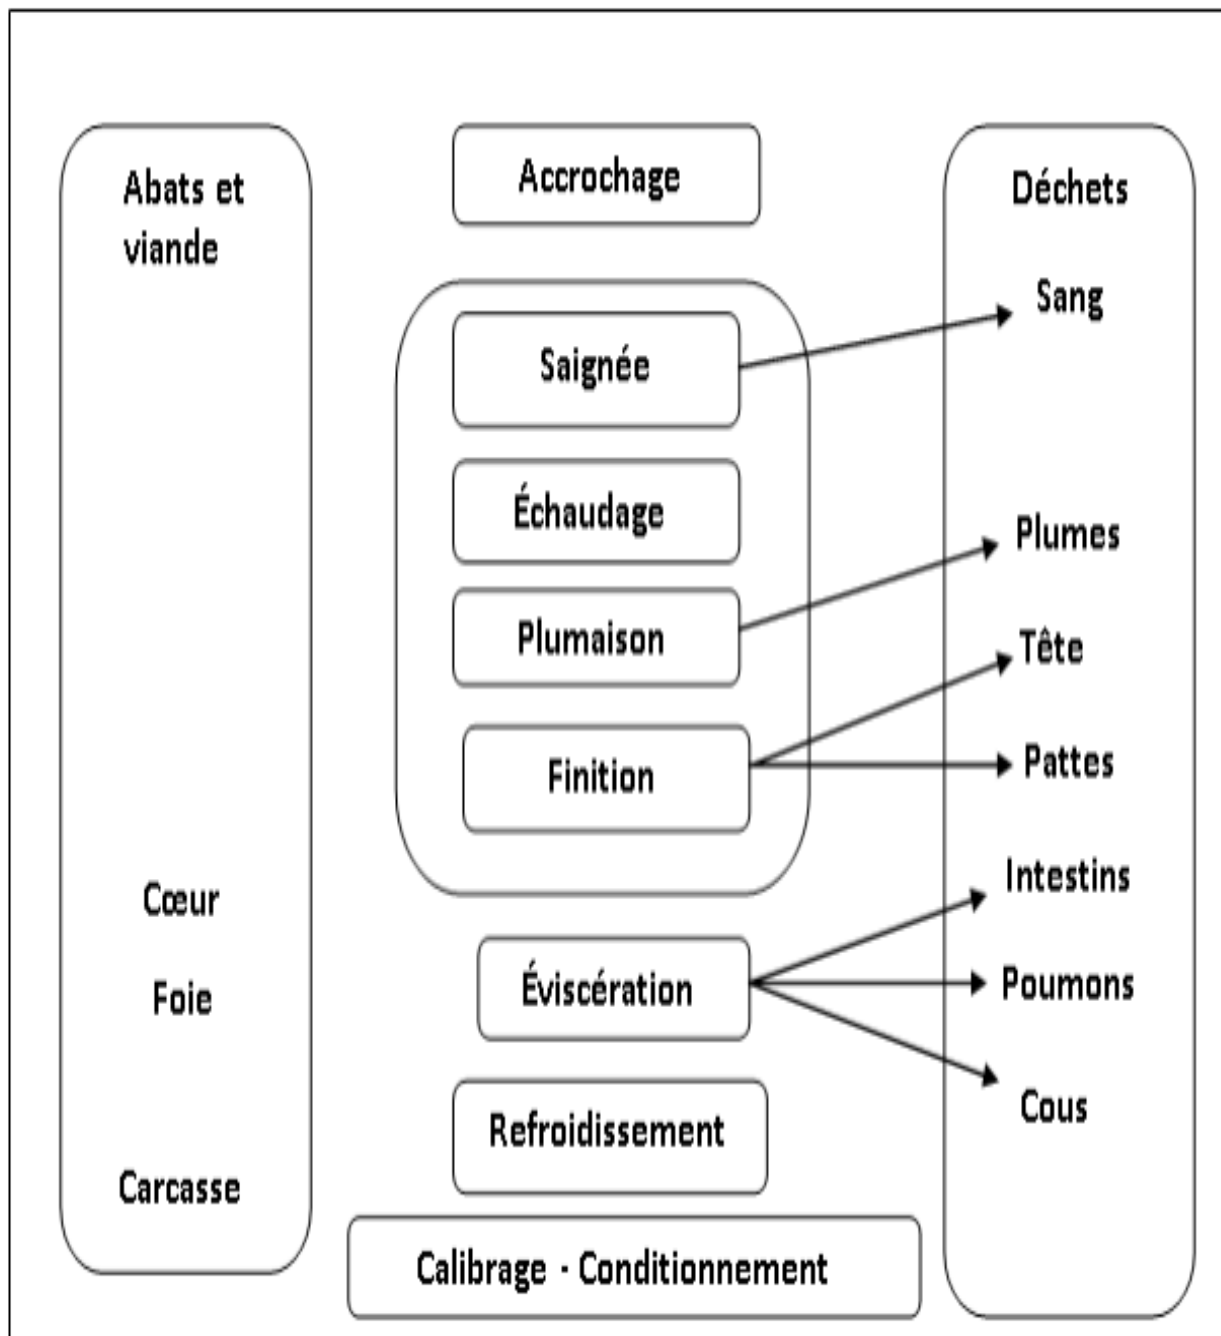 Abats et
viande
Cœur
Foie
Carcasse
Accrochage
Saignée
Échaudage
Plumaison
Finition
Éviscération
Refroidissement
Calibrage - Conditionnement
Déchets
Sang
Plumes
Tête
Pattes
Intestins
Poumons
Cous